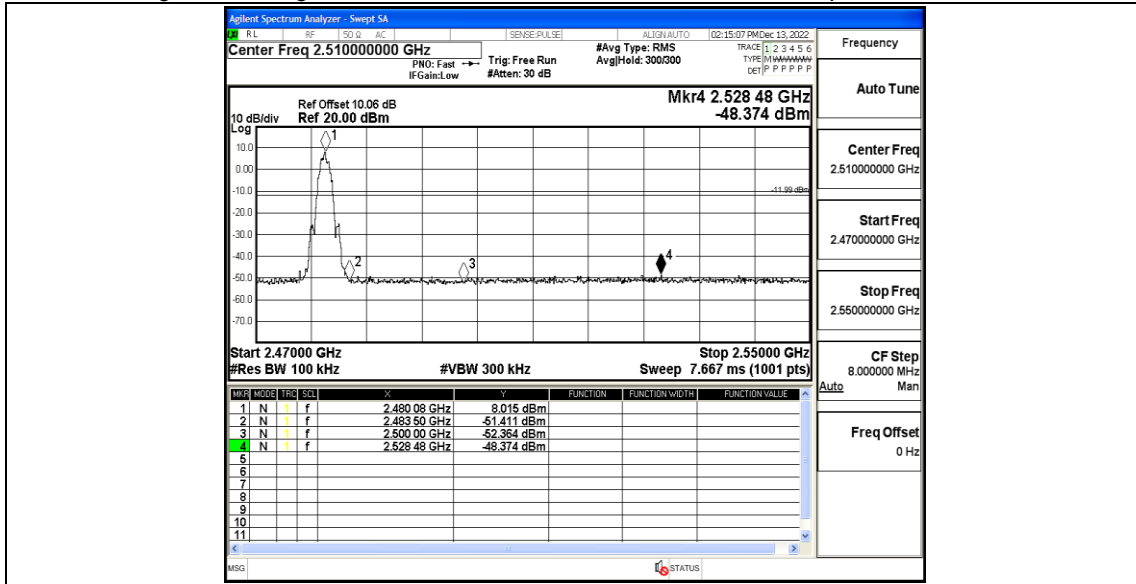 Agilent Spectrum Analyzer - Swept SA
RL RF 50 Ω AC SENSE:PULSE ALIGNAUTO 02:15:07 PMDec 13, 2022
Center Freq 2.510000000 GHz
PNO: Fast
IFGain:Low
Trig: Free Run
#Atten: 30 dB
#Avg Type: RMS
Avg|Hold: 300/300
TRACE 1 2 3 4 5 6
TYPE M
DET P P P P P P
Frequency
Auto Tune
Center Freq
2.510000000 GHz
Start Freq
2.470000000 GHz
Stop Freq
2.550000000 GHz
CF Step
8.000000 MHz
Auto Man
Freq Offset
0 Hz
Mkr4 2.528 48 GHz
-48.374 dBm
Ref Offset 10.06 dB
10 dB/div Ref 20.00 dBm
Log
10.0
0.00
-10.0
-20.0
-30.0
-40.0
-50.0
-60.0
-70.0
1
2
3
4
-11.99 dBm
Start 2.47000 GHz Stop 2.55000 GHz
#Res BW 100 kHz #VBW 300 kHz Sweep 7.667 ms (1001 pts)
MKR MODE TRC SCL X Y FUNCTION FUNCTION WIDTH FUNCTION VALUE
1 N 1 f 2.480 08 GHz 8.015 dBm
2 N 1 f 2.483 50 GHz -51.411 dBm
3 N 1 f 2.500 00 GHz -52.364 dBm
4 N 1 f 2.528 48 GHz -48.374 dBm
5
6
7
8
9
10
11
MSG STATUS